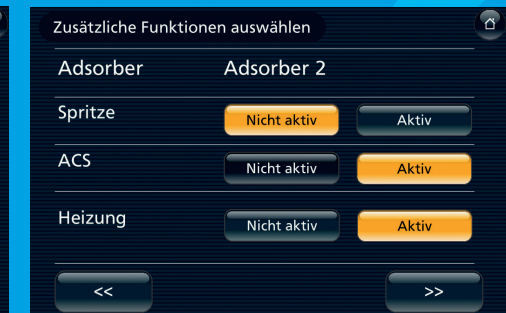 Zusätzliche Funktionen auswählen
Adsorber Adsorber 2
Spritze Nicht aktiv Aktiv
ACS Nicht aktiv Aktiv
Heizung Nicht aktiv Aktiv
<< >>